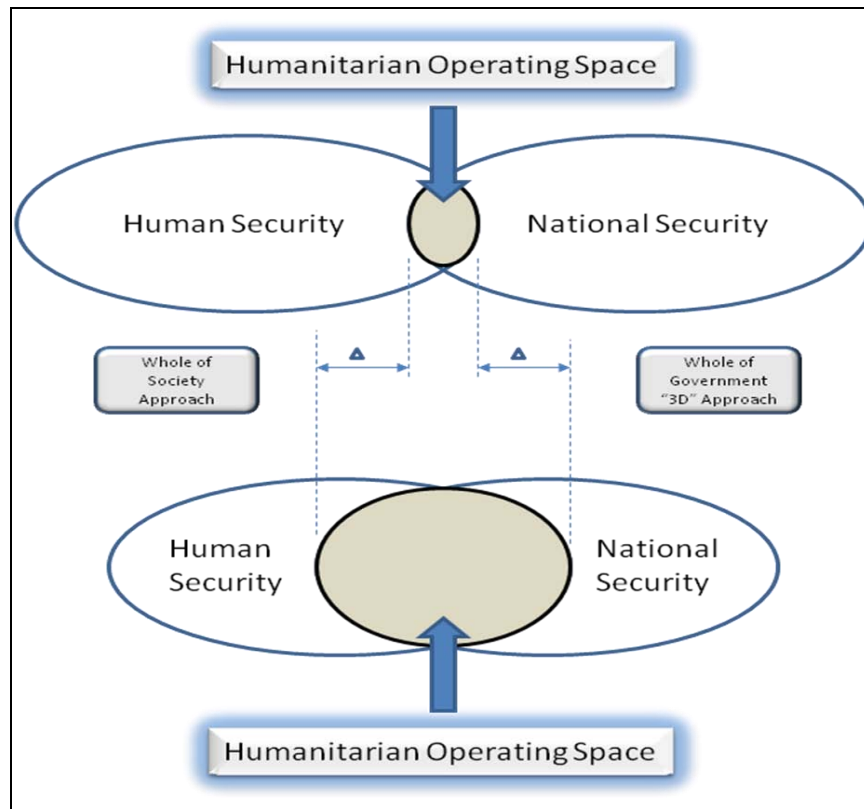 Humanitarian Operating Space
Human Security
National Security
Whole of
Society
Approach
Δ
Δ
Whole of
Government
“3D” Approach
Human
Security
National
Security
Humanitarian Operating Space